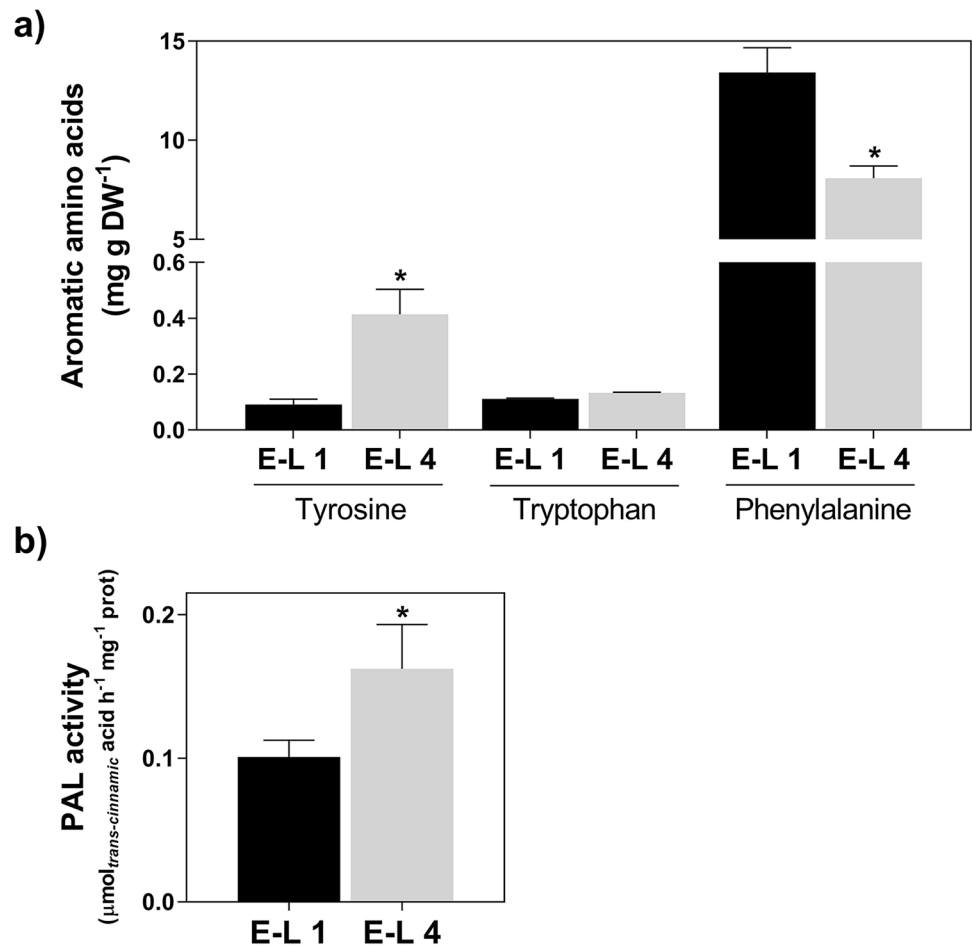 a)
Aromatic amino acids
(mg g DW⁻¹)
15
10
5
0.6
0.4
0.2
0.0
*
*
E-L 1 E-L 4 E-L 1 E-L 4 E-L 1 E-L 4
Tyrosine Tryptophan Phenylalanine
b)
PAL activity
(μmol trans-cinnamic acid h⁻¹ mg⁻¹ prot)
0.2
0.1
0.0
*
E-L 1 E-L 4